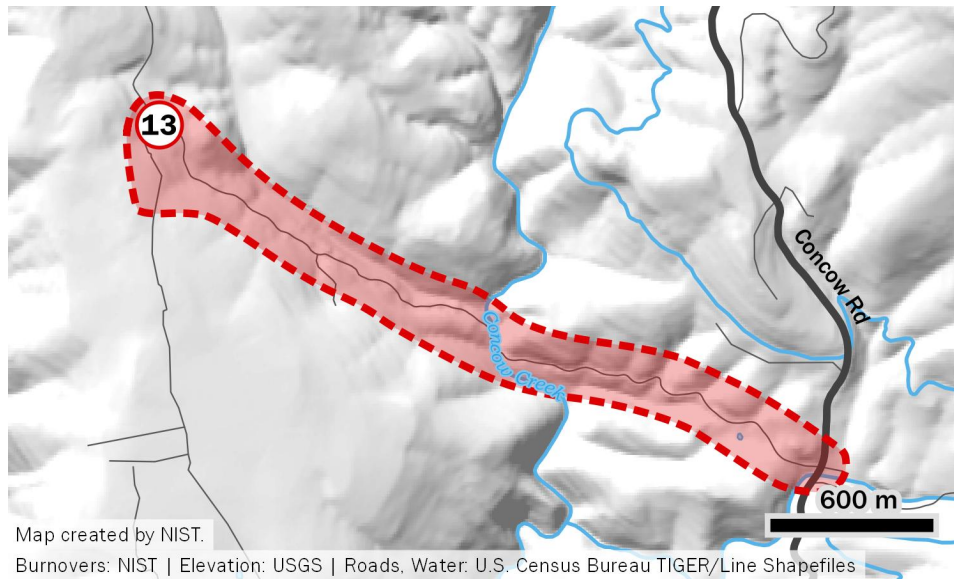 13
Concow Rd
Concow Creek
600 m
Map created by NIST.
Burnovers: NIST | Elevation: USGS | Roads, Water: U.S. Census Bureau TIGER/Line Shapefiles